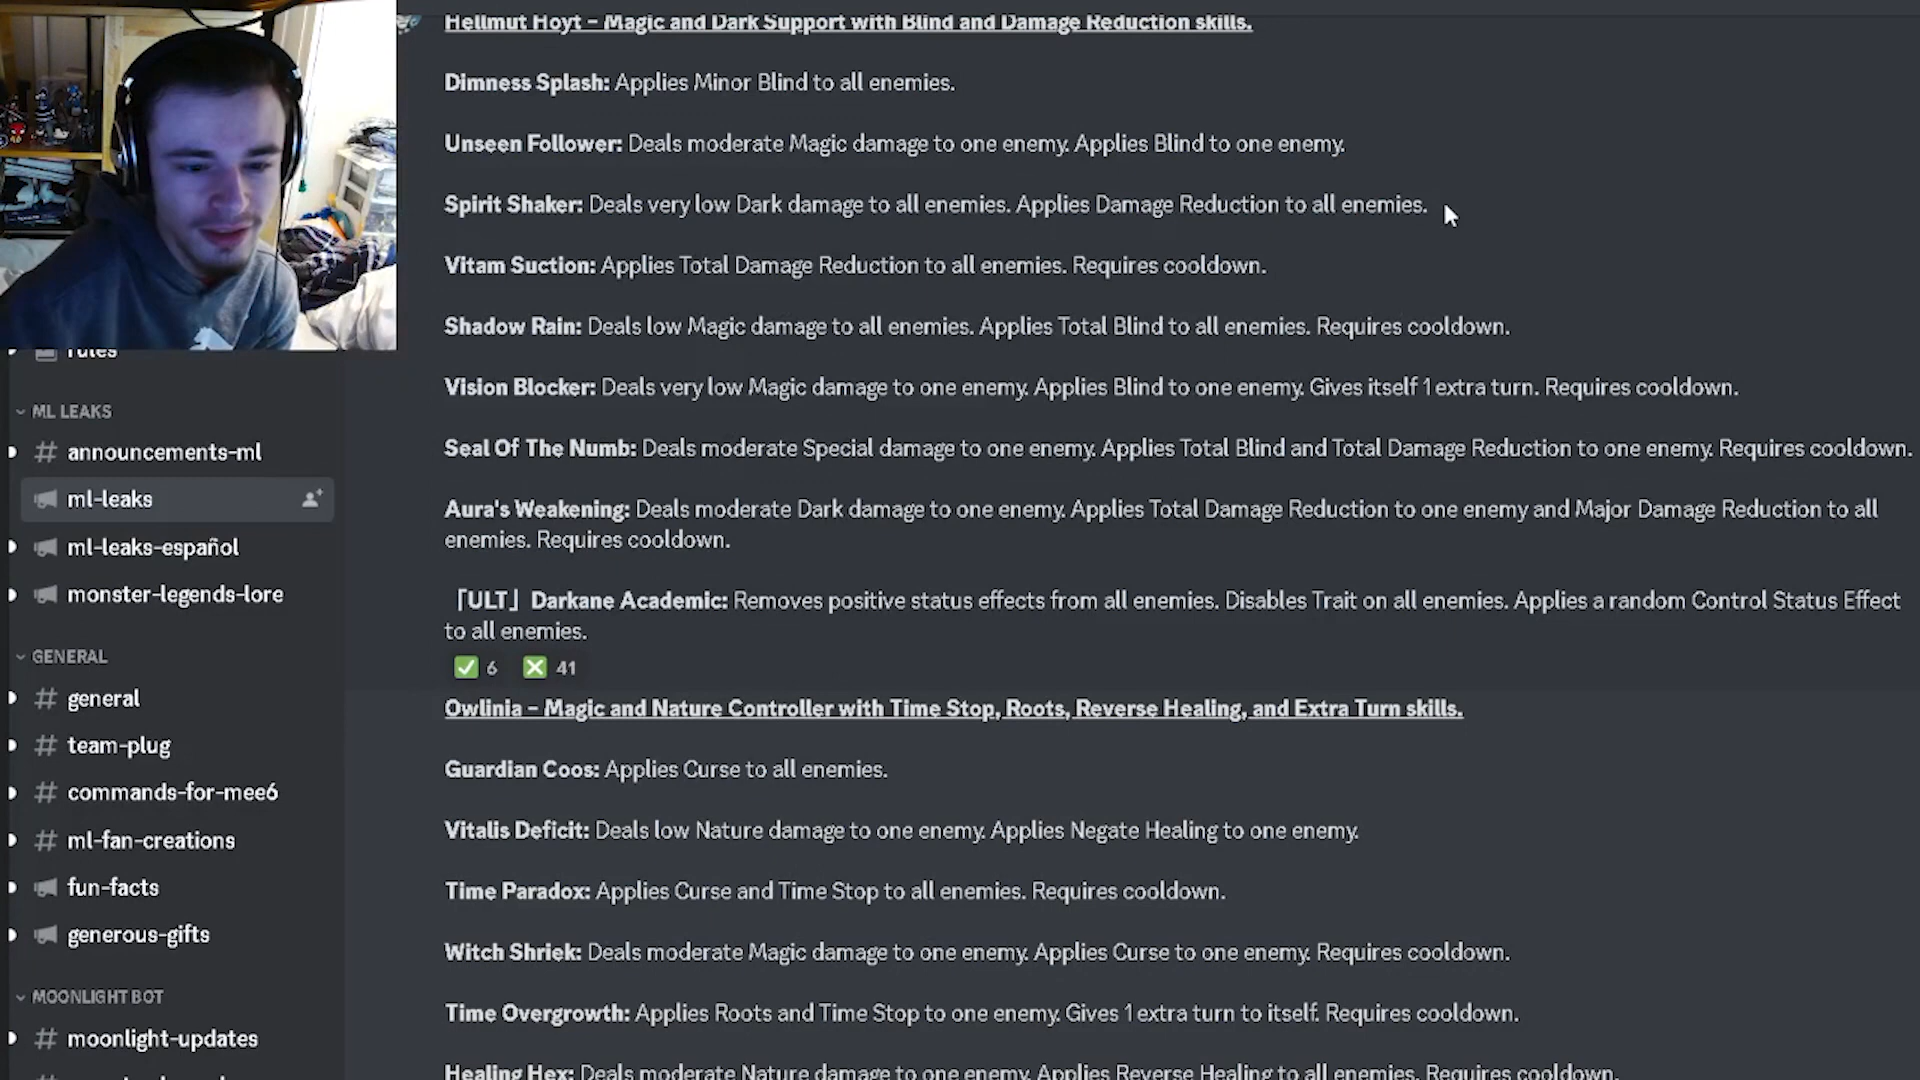 Hellmut Hoyt – Magic and Dark Support with Blind and Damage Reduction skills.
Dimness Splash: Applies Minor Blind to all enemies.
Unseen Follower: Deals moderate Magic damage to one enemy. Applies Blind to one enemy.
Spirit Shaker: Deals very low Dark damage to all enemies. Applies Damage Reduction to all enemies.
Vitam Suction: Applies Total Damage Reduction to all enemies. Requires cooldown.
Shadow Rain: Deals low Magic damage to all enemies. Applies Total Blind to all enemies. Requires cooldown.
Vision Blocker: Deals very low Magic damage to one enemy. Applies Blind to one enemy. Gives itself 1 extra turn. Requires cooldown.
Seal Of The Numb: Deals moderate Special damage to one enemy. Applies Total Blind and Total Damage Reduction to one enemy. Requires cooldown.
Aura's Weakening: Deals moderate Dark damage to one enemy. Applies Total Damage Reduction to one enemy and Major Damage Reduction to all
enemies. Requires cooldown.
「ULT」Darkane Academic: Removes positive status effects from all enemies. Disables Trait on all enemies. Applies a random Control Status Effect
to all enemies.
6 41
Owlinia – Magic and Nature Controller with Time Stop, Roots, Reverse Healing, and Extra Turn skills.
Guardian Coos: Applies Curse to all enemies.
Vitalis Deficit: Deals low Nature damage to one enemy. Applies Negate Healing to one enemy.
Time Paradox: Applies Curse and Time Stop to all enemies. Requires cooldown.
Witch Shriek: Deals moderate Magic damage to one enemy. Applies Curse to one enemy. Requires cooldown.
Time Overgrowth: Applies Roots and Time Stop to one enemy. Gives 1 extra turn to itself. Requires cooldown.
Healing Hex: Deals moderate Nature damage to one enemy. Applies Reverse Healing to all enemies. Requires cooldown.
rules
ML LEAKS
# announcements-ml
ml-leaks
ml-leaks-español
monster-legends-lore
GENERAL
# general
# team-plug
# commands-for-mee6
# ml-fan-creations
fun-facts
generous-gifts
MOONLIGHT BOT
# moonlight-updates